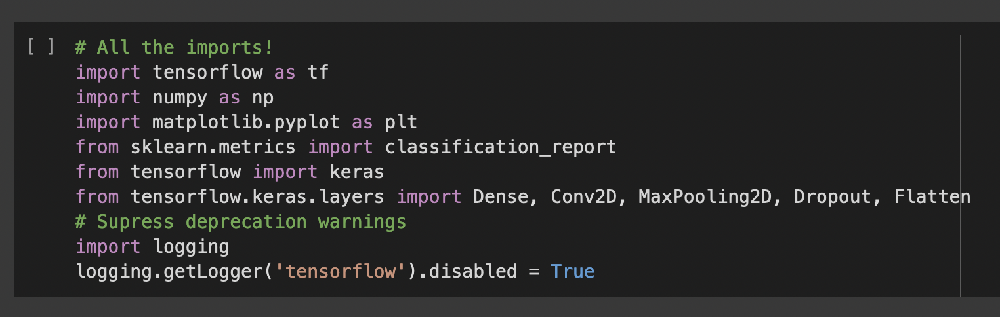 [ ] # All the imports!
import tensorflow as tf
import numpy as np
import matplotlib.pyplot as plt
from sklearn.metrics import classification_report
from tensorflow import keras
from tensorflow.keras.layers import Dense, Conv2D, MaxPooling2D, Dropout, Flatten
# Supress deprecation warnings
import logging
logging.getLogger('tensorflow').disabled = True